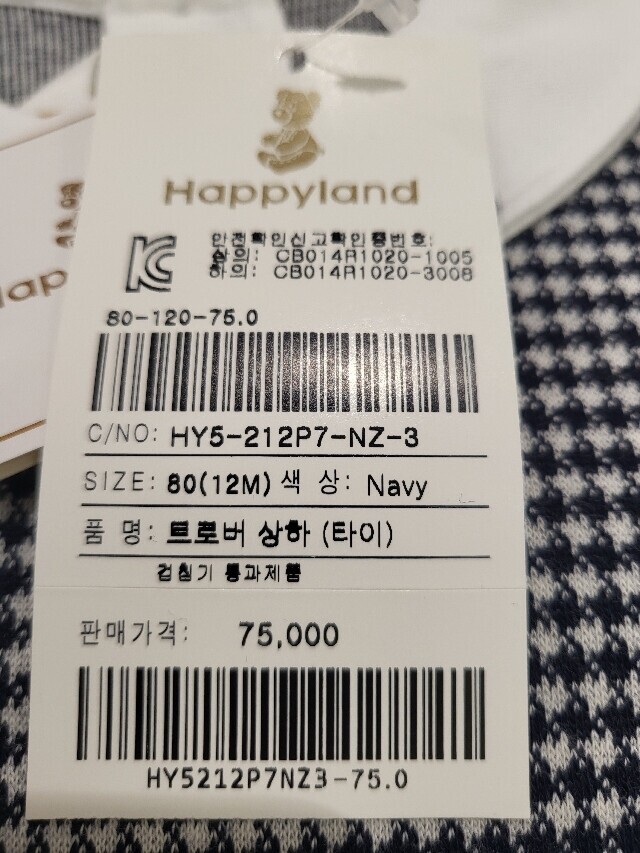 Happyland
안전확인신고확인증번호:
상의: CB014R1020-1005
하의: CB014R1020-3008
80-120-75.0
C/NO: HY5-212P7-NZ-3
SIZE: 80(12M) 색 상: Navy
품 명: 트로버 상하 (타이)
검침기 통과제품
판매가격: 75,000
HY5212P7NZ3-75.0